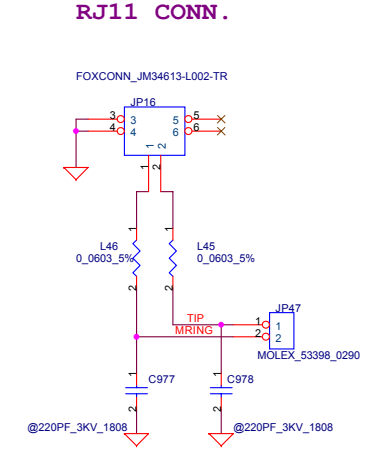 RJ11 CONN.
FOXCONN_JM34613-L002-TR
JP16
3 3 5 5
4 4 6 6
1 2
1 2
1 1
L46 L45
0_0603_5% 0_0603_5%
2 2
JP47
TIP 1 1
MRING 2 2
MOLEX_53398_0290
1 C977 1 C978
2 2
@220PF_3KV_1808 @220PF_3KV_1808